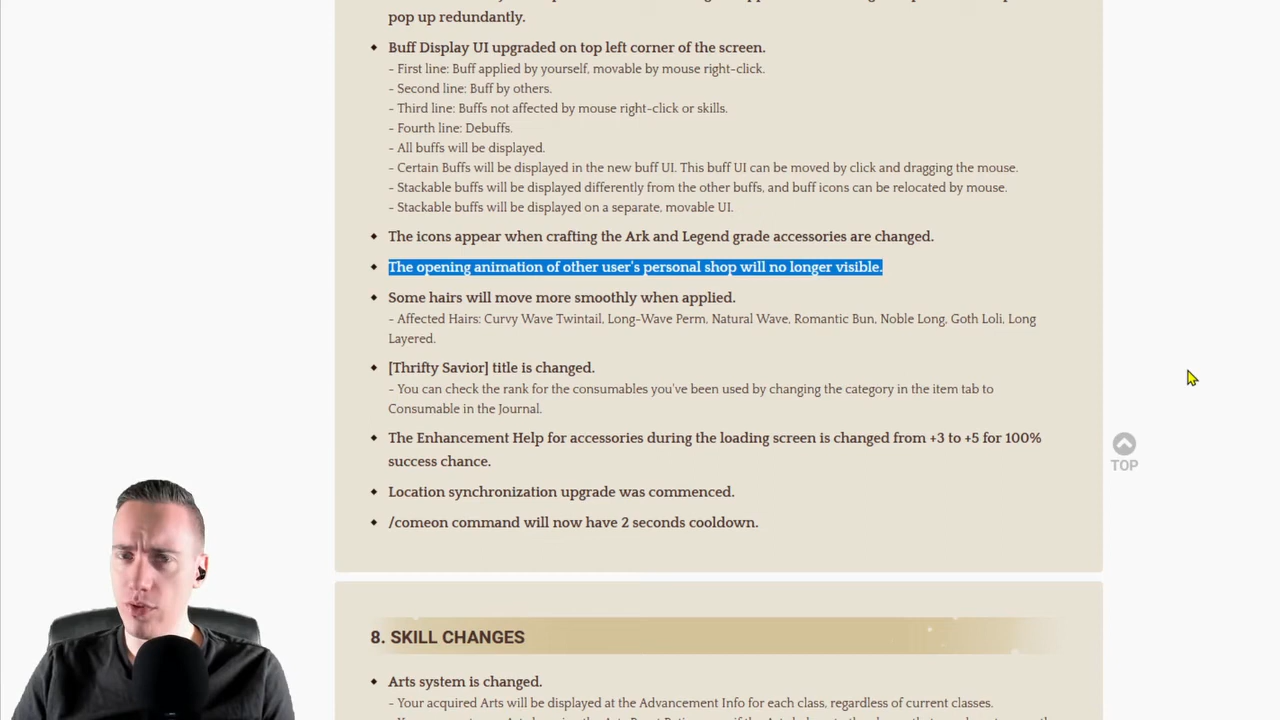 pop up redundantly.
Buff Display UI upgraded on top left corner of the screen.
- First line: Buff applied by yourself, movable by mouse right-click.
- Second line: Buff by others.
- Third line: Buffs not affected by mouse right-click or skills.
- Fourth line: Debuffs.
- All buffs will be displayed.
- Certain Buffs will be displayed in the new buff UI. This buff UI can be moved by click and dragging the mouse.
- Stackable buffs will be displayed differently from the other buffs, and buff icons can be relocated by mouse.
- Stackable buffs will be displayed on a separate, movable UI.
The icons appear when crafting the Ark and Legend grade accessories are changed.
The opening animation of other user's personal shop will no longer visible.
Some hairs will move more smoothly when applied.
- Affected Hairs: Curvy Wave Twintail, Long-Wave Perm, Natural Wave, Romantic Bun, Noble Long, Goth Loli, Long
Layered.
[Thrifty Savior] title is changed.
- You can check the rank for the consumables you've been used by changing the category in the item tab to
Consumable in the Journal.
The Enhancement Help for accessories during the loading screen is changed from +3 to +5 for 100%
success chance.
TOP
Location synchronization upgrade was commenced.
/comeon command will now have 2 seconds cooldown.
8. SKILL CHANGES
Arts system is changed.
- Your acquired Arts will be displayed at the Advancement Info for each class, regardless of current classes.